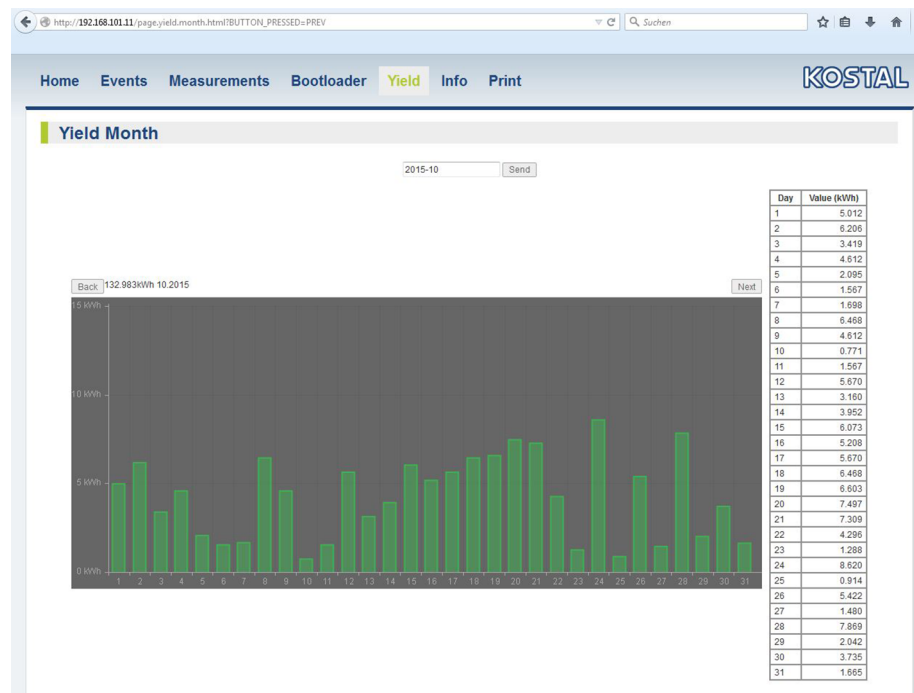 http://192.168.101.11/page.yield.month.html?BUTTON_PRESSED=PREV Suchen
Home Events Measurements Bootloader Yield Info Print KOSTAL
Yield Month
2015-10 Send
Back 132.983kWh 10.2015 Next
15 kWh
10 kWh
5 kWh
0 kWh
1 2 3 4 5 6 7 8 9 10 11 12 13 14 15 16 17 18 19 20 21 22 23 24 25 26 27 28 29 30 31
Day Value (kWh)
1 5.012
2 6.206
3 3.419
4 4.612
5 2.095
6 1.567
7 1.698
8 6.468
9 4.612
10 0.771
11 1.567
12 5.670
13 3.160
14 3.952
15 6.073
16 5.208
17 5.670
18 6.468
19 6.603
20 7.497
21 7.309
22 4.296
23 1.288
24 8.620
25 0.914
26 5.422
27 1.480
28 7.869
29 2.042
30 3.735
31 1.665